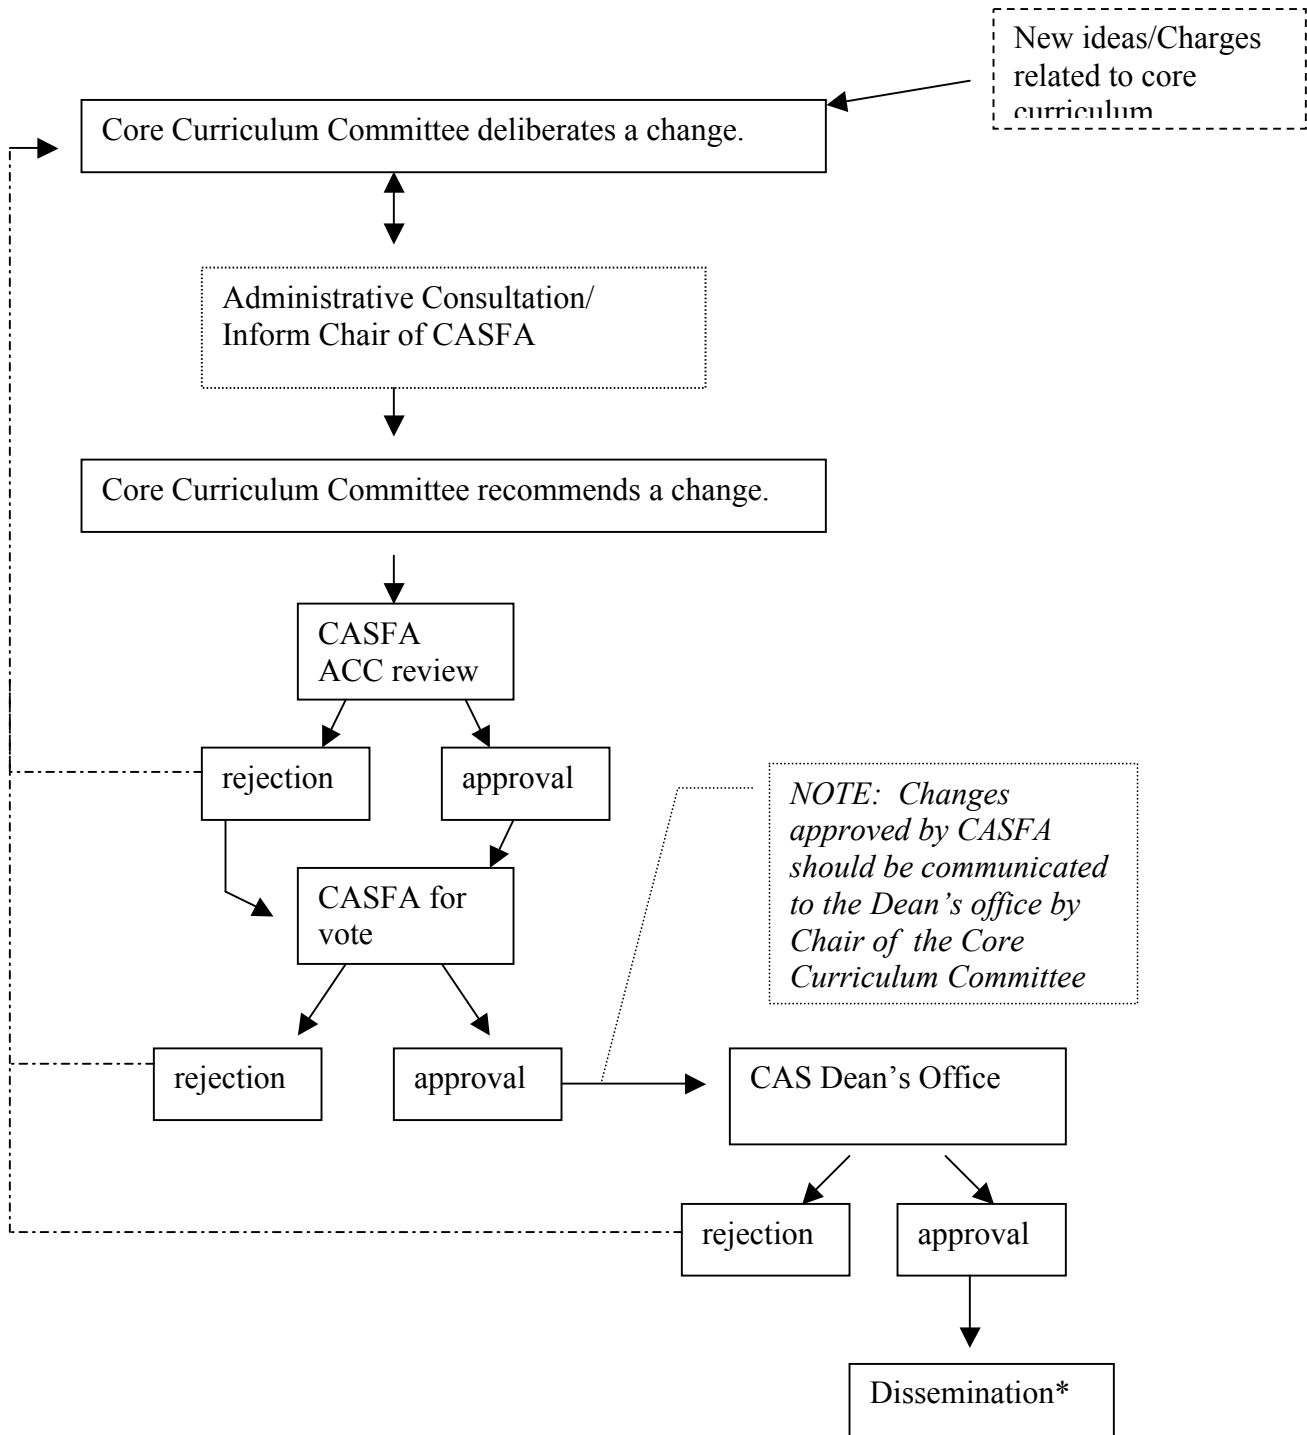 New ideas/Charges
related to core
curriculum
Core Curriculum Committee deliberates a change.
Administrative Consultation/
Inform Chair of CASFA
Core Curriculum Committee recommends a change.
CASFA
ACC review
rejection
approval
NOTE: Changes
approved by CASFA
should be communicated
to the Dean's office by
Chair of the Core
Curriculum Committee
CASFA for
vote
rejection
approval
CAS Dean's Office
rejection
approval
Dissemination*